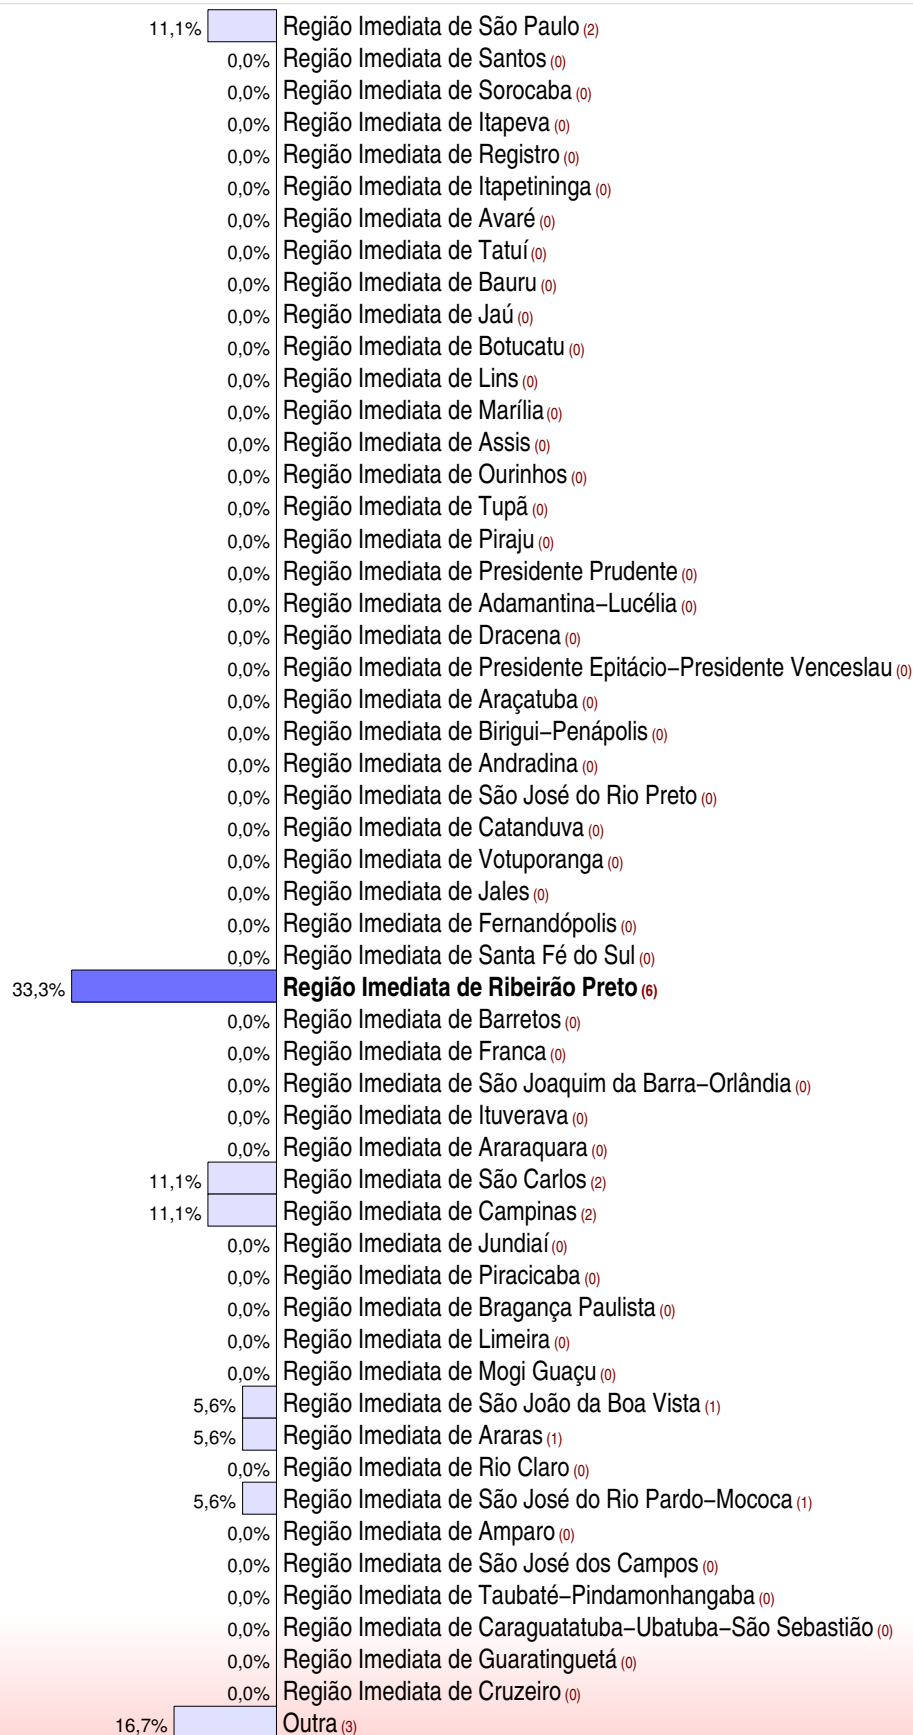 11,1% Região Imediata de São Paulo (2)
0,0% Região Imediata de Santos (0)
0,0% Região Imediata de Sorocaba (0)
0,0% Região Imediata de Itapeva (0)
0,0% Região Imediata de Registro (0)
0,0% Região Imediata de Itapetininga (0)
0,0% Região Imediata de Avaré (0)
0,0% Região Imediata de Tatuí (0)
0,0% Região Imediata de Bauru (0)
0,0% Região Imediata de Jaú (0)
0,0% Região Imediata de Botucatu (0)
0,0% Região Imediata de Lins (0)
0,0% Região Imediata de Marília (0)
0,0% Região Imediata de Assis (0)
0,0% Região Imediata de Ourinhos (0)
0,0% Região Imediata de Tupã (0)
0,0% Região Imediata de Piraju (0)
0,0% Região Imediata de Presidente Prudente (0)
0,0% Região Imediata de Adamantina−Lucélia (0)
0,0% Região Imediata de Dracena (0)
0,0% Região Imediata de Presidente Epitácio−Presidente Venceslau (0)
0,0% Região Imediata de Araçatuba (0)
0,0% Região Imediata de Birigui−Penápolis (0)
0,0% Região Imediata de Andradina (0)
0,0% Região Imediata de São José do Rio Preto (0)
0,0% Região Imediata de Catanduva (0)
0,0% Região Imediata de Votuporanga (0)
0,0% Região Imediata de Jales (0)
0,0% Região Imediata de Fernandópolis (0)
0,0% Região Imediata de Santa Fé do Sul (0)
33,3% Região Imediata de Ribeirão Preto (6)
0,0% Região Imediata de Barretos (0)
0,0% Região Imediata de Franca (0)
0,0% Região Imediata de São Joaquim da Barra−Orlândia (0)
0,0% Região Imediata de Ituverava (0)
0,0% Região Imediata de Araraquara (0)
11,1% Região Imediata de São Carlos (2)
11,1% Região Imediata de Campinas (2)
0,0% Região Imediata de Jundiaí (0)
0,0% Região Imediata de Piracicaba (0)
0,0% Região Imediata de Bragança Paulista (0)
0,0% Região Imediata de Limeira (0)
0,0% Região Imediata de Mogi Guaçu (0)
5,6% Região Imediata de São João da Boa Vista (1)
5,6% Região Imediata de Araras (1)
0,0% Região Imediata de Rio Claro (0)
5,6% Região Imediata de São José do Rio Pardo−Mococa (1)
0,0% Região Imediata de Amparo (0)
0,0% Região Imediata de São José dos Campos (0)
0,0% Região Imediata de Taubaté−Pindamonhangaba (0)
0,0% Região Imediata de Caraguatatuba−Ubatuba−São Sebastião (0)
0,0% Região Imediata de Guaratinguetá (0)
0,0% Região Imediata de Cruzeiro (0)
16,7% Outra (3)